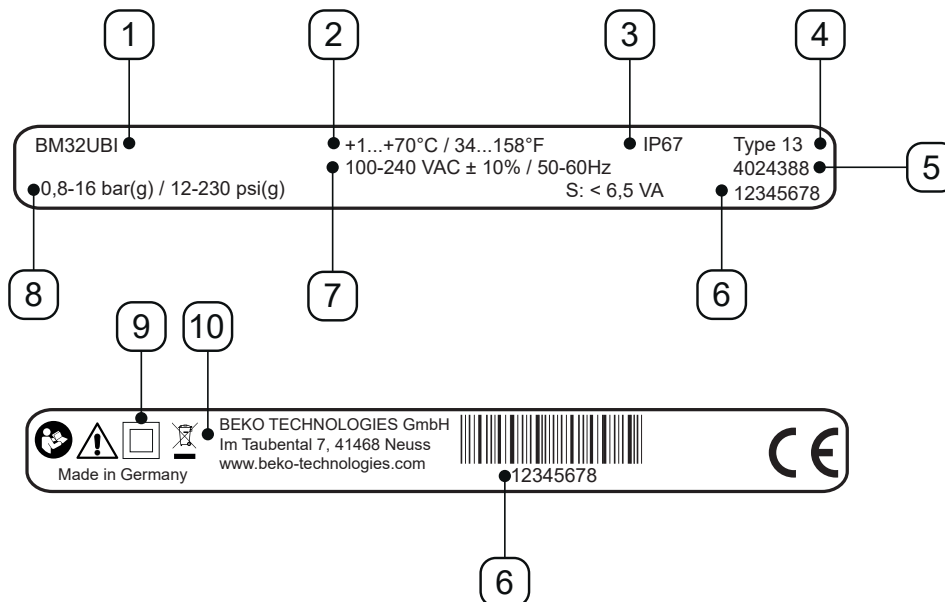 1 2 3 4
BM32UBI +1...+70°C / 34...158°F IP67 Type 13
100-240 VAC ± 10% / 50-60Hz 4024388 5
0,8-16 bar(g) / 12-230 psi(g) S: < 6,5 VA 12345678
8 7 6
9 10
BEKO TECHNOLOGIES GmbH
Im Taubental 7, 41468 Neuss
www.beko-technologies.com
Made in Germany
12345678
CE
6